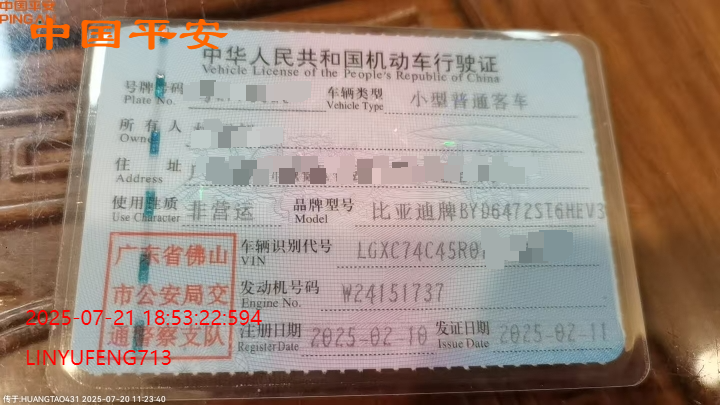 中国平安
PING AN
中国平安
中华人民共和国机动车行驶证
Vehicle License of the People's Republic of China
号牌号码
Plate No.
车辆类型
Vehicle Type
小型普通客车
所有人
Owner
住址
Address
使用性质
Use Character
非营运
品牌型号
Model
比亚迪牌BYD6472ST6HEV3
广东省佛山
市公安局交
通警察支队
车辆识别代号
VIN
LGXC74C45R0
发动机号码
Engine No.
W24151737
注册日期
Register Date
2025-02-10
发证日期
Issue Date
2025-02-11
2025-07-21 18:53:22:594
LINYUFENG713
传于:HUANGTAO431 2025-07-20 11:23:40